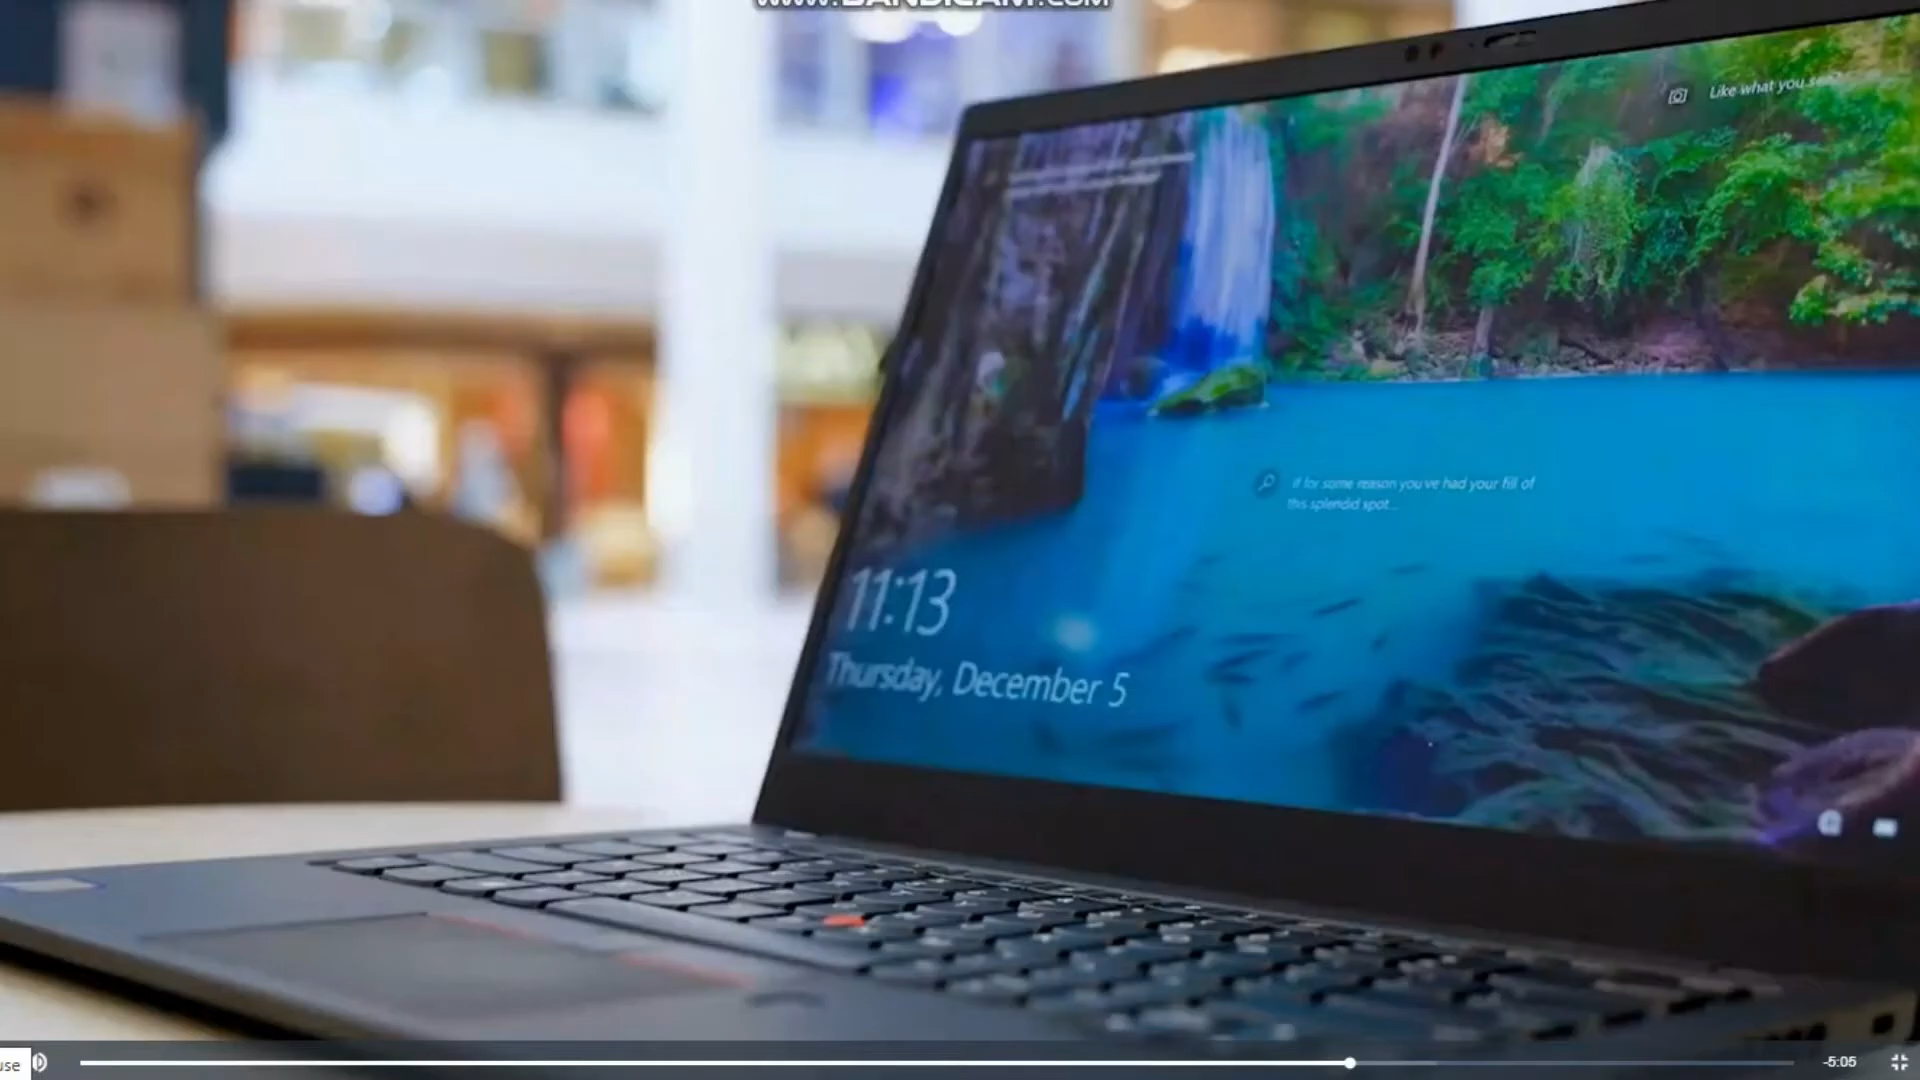 www.BANDICAM.com
Like what you see?
if for some reason you've had your fill of
this splendid spot...
11:13
Thursday, December 5
use
-5:05